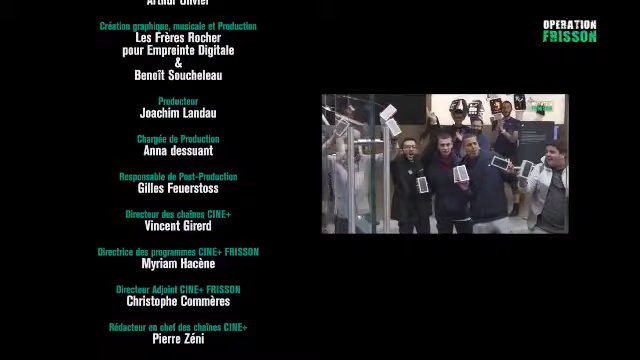 Arthur Olivier
Création graphique, musicale et Production
Les Frères Rocher
pour Empreinte Digitale
&
Benoît Soucheleau
Producteur
Joachim Landau
Chargée de Production
Anna dessuant
Responsable de Post-Production
Gilles Feuerstoss
Directeur des chaînes CINE+
Vincent Girerd
Directrice des programmes CINE+ FRISSON
Myriam Hacène
Directeur Adjoint CINE+ FRISSON
Christophe Commères
Rédacteur en chef des chaînes CINE+
Pierre Zéni
OPERATION
FRISSON